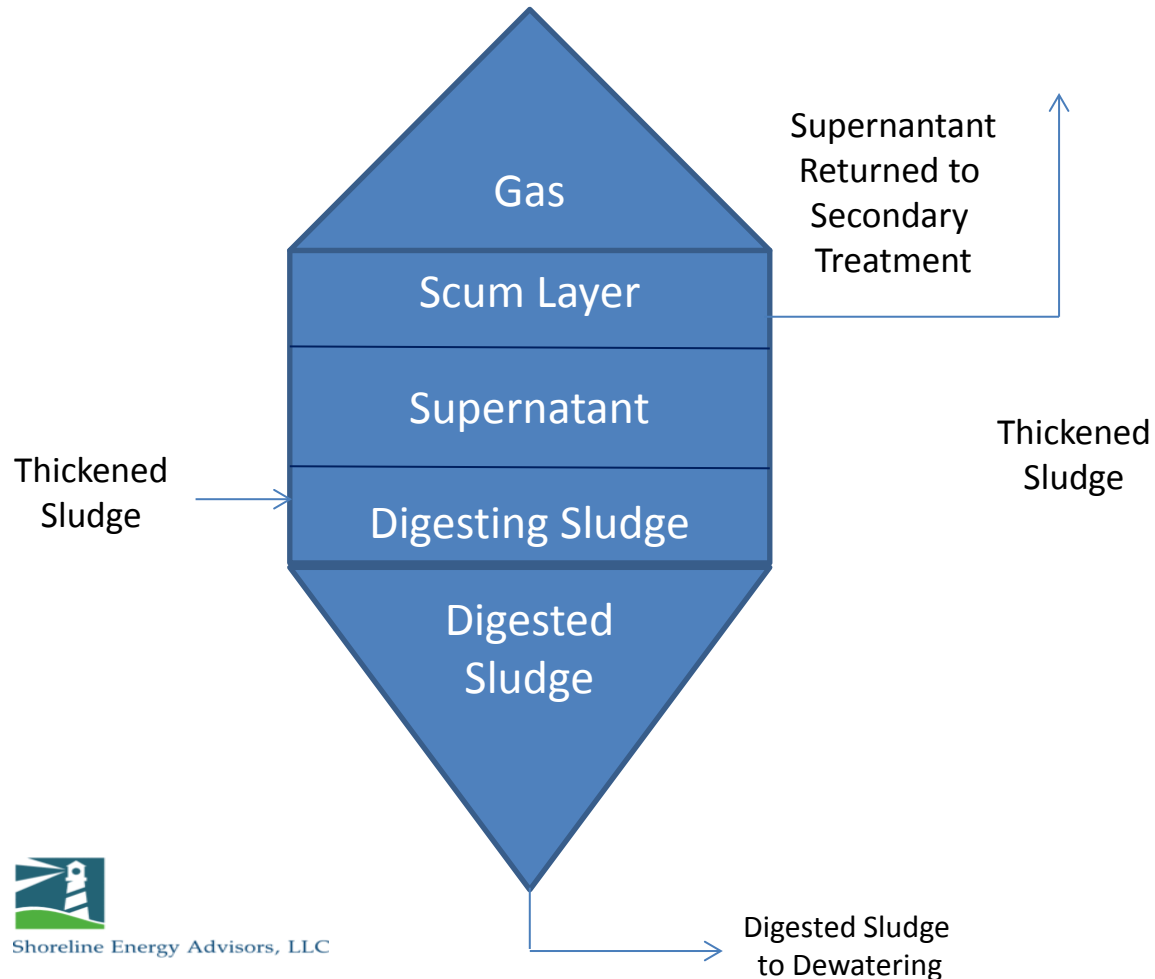 Gas
Supernantant
Returned to
Secondary
Treatment
Scum Layer
Supernatant
Thickened
Sludge
Thickened
Sludge
Digesting Sludge
Digested
Sludge
Shoreline Energy Advisors, LLC
Digested Sludge
to Dewatering